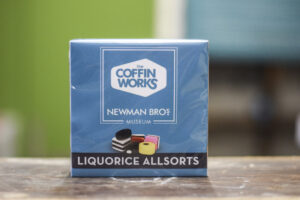 THE
COFFIN
WORKS
NEWMAN BROS
MUSEUM
LIQUORICE ALLSORTS